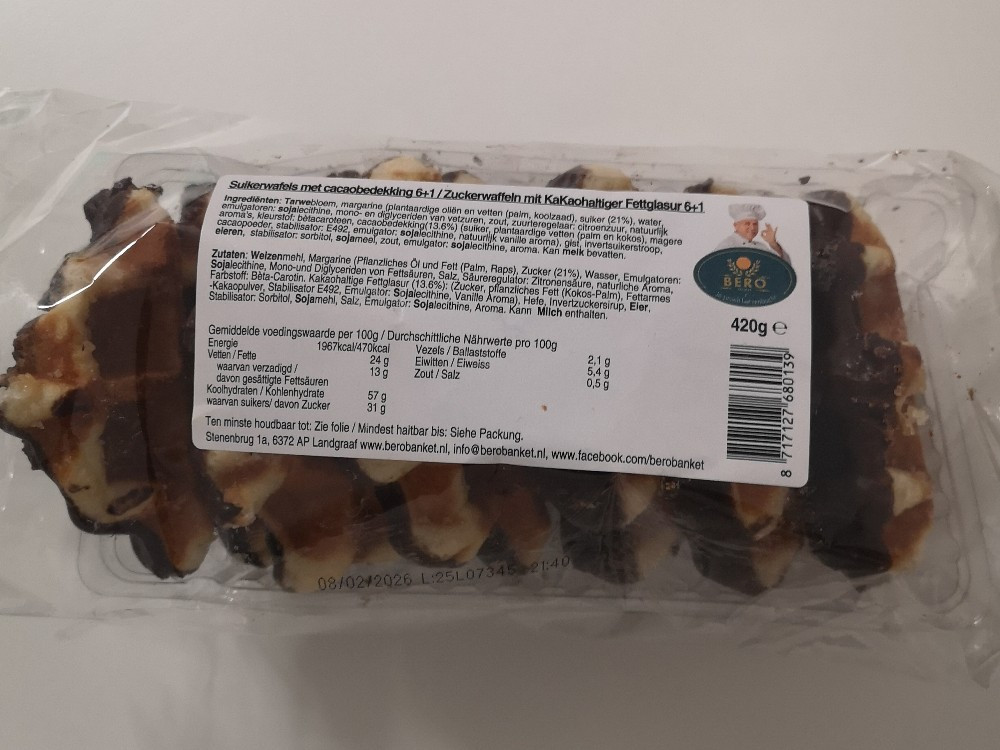 Suikerwafels met cacaobedekking 6+1 / Zuckerwaffeln mit KaKaohaltiger Fettglasur 6+1
Ingrediënten: Tarwebloem, margarine (plantaardige oliën en vetten (palm, koolzaad), suiker (21%), water,
emulgatoren: sojalecithine, mono- en diglyceriden van vetzuren, zout, zuurteregelaar: citroenzuur, natuurlijk
aroma's, kleurstof: bètacaroteen, cacaobedekking(13.6%) (suiker, plantaardige vetten (palm en kokos), magere
cacaopoeder, stabilisator: E492, emulgator: sojalecithine, natuurlijk vanille aroma), gist, invertsuikerstroop,
eieren, stabilisator: sorbitol, sojameel, zout, emulgator: sojalecithine, aroma. Kan melk bevatten.
Zutaten: Weizenmehl, Margarine (Pflanzliches Öl und Fett (Palm, Raps), Zucker (21%), Wasser, Emulgatoren:
Sojalecithine, Mono-und Diglyceriden von Fettsäuren, Salz, Säureregulator: Zitronensäure, natürliche Aroma,
Farbstoff: Bèta-Carotin, Kakaohaltige Fettglasur (13.6%): (Zucker, pflanzliches Fett (Kokos-Palm), Fettarmes
-Kakaopulver, Stabilisator E492, Emulgator: Sojalecithine, Vanille Aroma), Hefe, Invertzuckersirup, Eier,
Stabilisator: Sorbitol, Sojamehl, Salz, Emulgator: Sojalecithine, Aroma. Kann Milch enthalten.
BERO
420g e
Gemiddelde voedingswaarde per 100g / Durchschittliche Nährwerte pro 100g
Energie 1967kcal/470kcal Vezels / Ballaststoffe 2,1 g
Vetten / Fette 24 g Eiwitten / Eiweiss 5,4 g
waarvan verzadigd / 13 g Zout / Salz 0,5 g
davon gesättigte Fettsäuren
Koolhydraten / Kohlenhydrate 57 g
waarvan suikers/ davon Zucker 31 g
Ten minste houdbaar tot: Zie folie / Mindest haltbar bis: Siehe Packung.
Stenenbrug 1a, 6372 AP Landgraaf www.berobanket.nl, info@berobanket.nl, www.facebook.com/berobanket
8 717127 680139
08/02/2026 L:25L07345 21:40